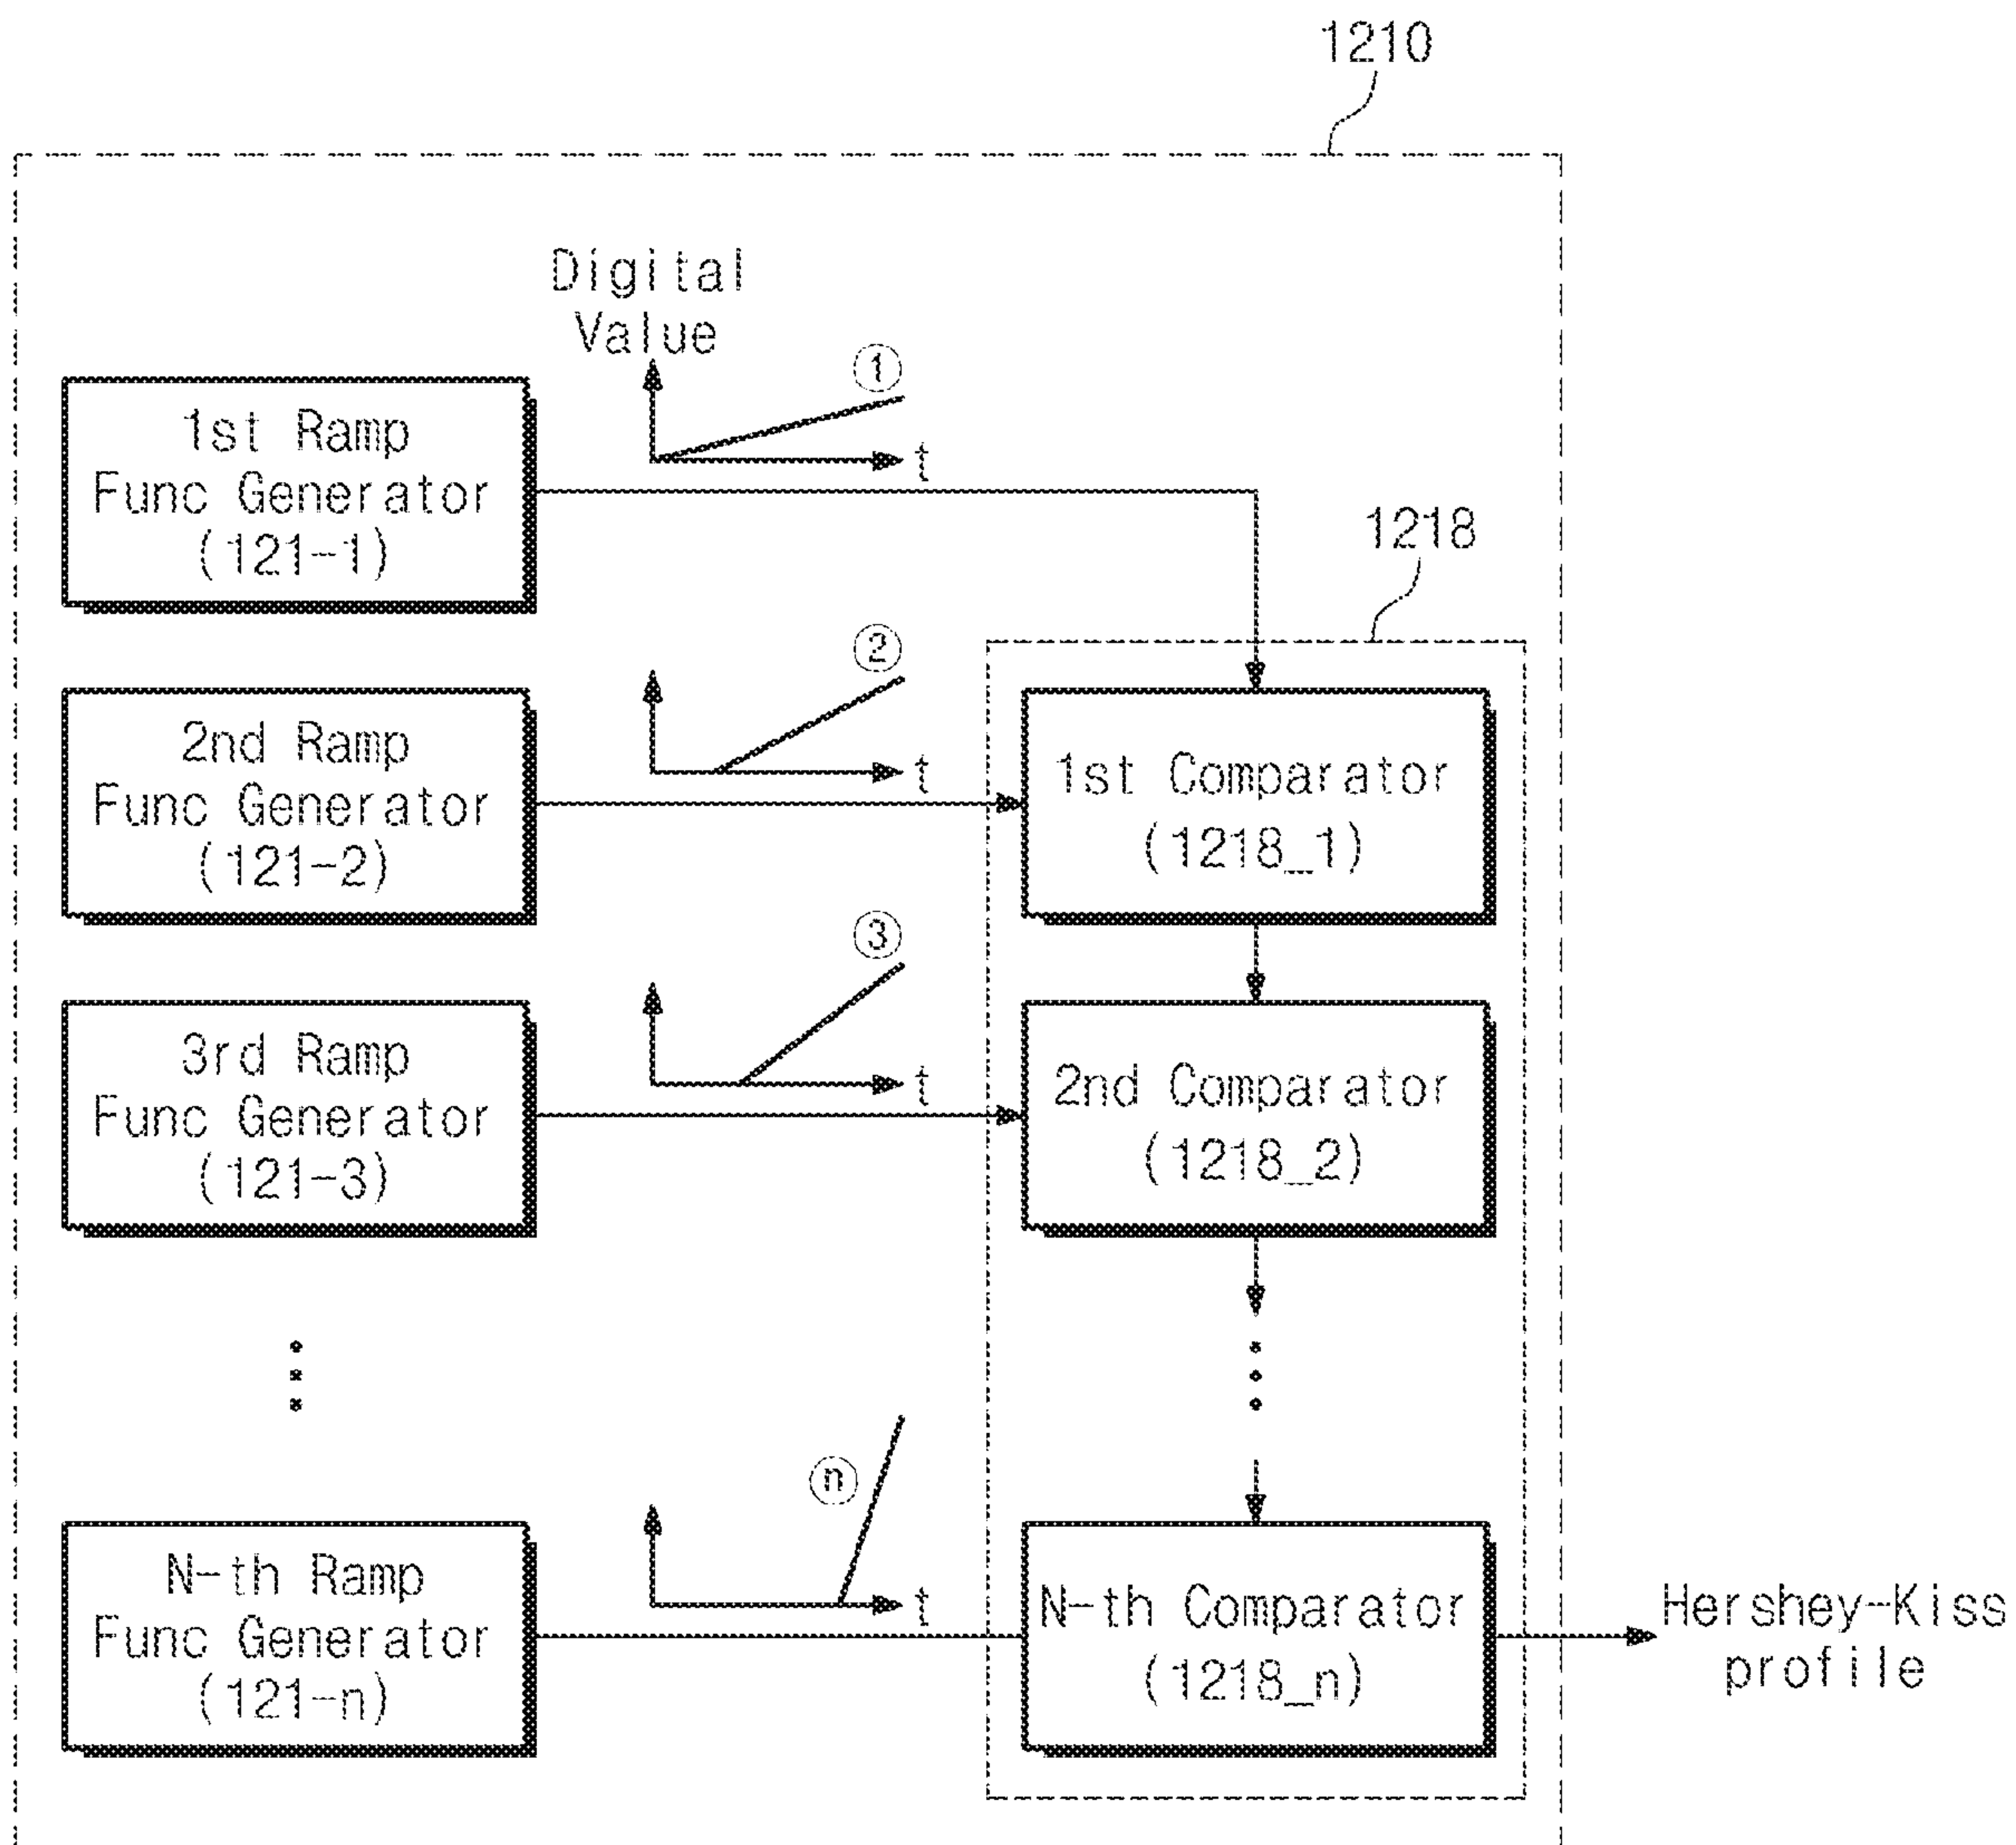 1210
Digital
Value
①
1st Ramp
Func Generator
(121-1)
t
1218
②
2nd Ramp
Func Generator
(121-2)
t
1st Comparator
(1218_1)
③
3rd Ramp
Func Generator
(121-3)
t
2nd Comparator
(1218_2)
ⓝ
N-th Ramp
Func Generator
(121-n)
t
N-th Comparator
(1218_n)
Hershey-Kiss
profile